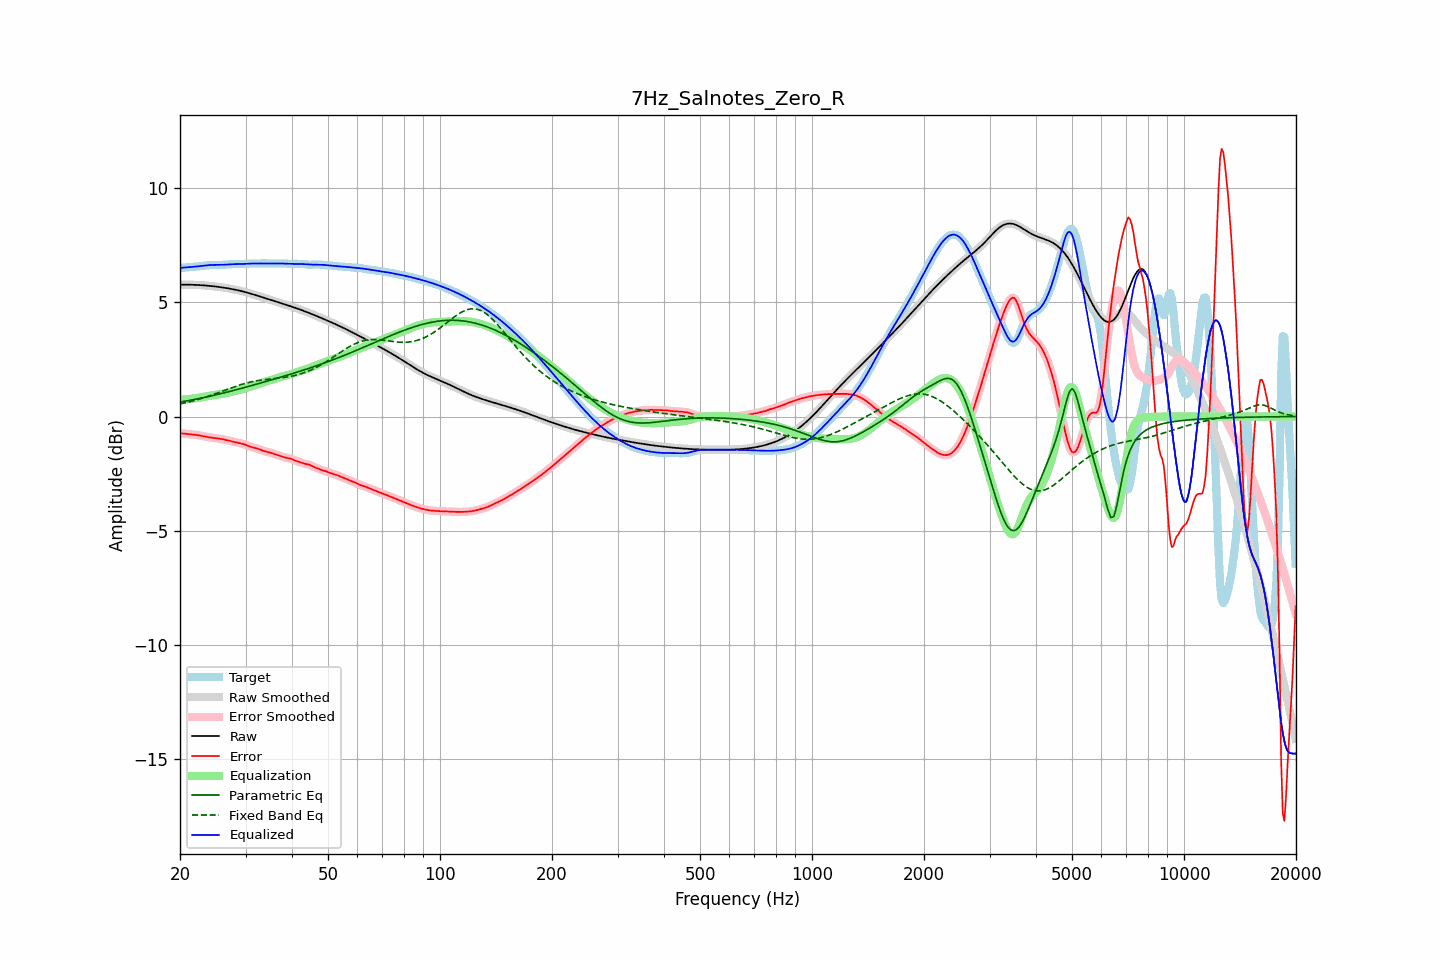 7Hz_Salnotes_Zero_R
10
5
0
−5
−10
−15
Amplitude (dBr)
Target
Raw Smoothed
Error Smoothed
Raw
Error
Equalization
Parametric Eq
Fixed Band Eq
Equalized
20 50 100 200 500 1000 2000 5000 10000 20000
Frequency (Hz)